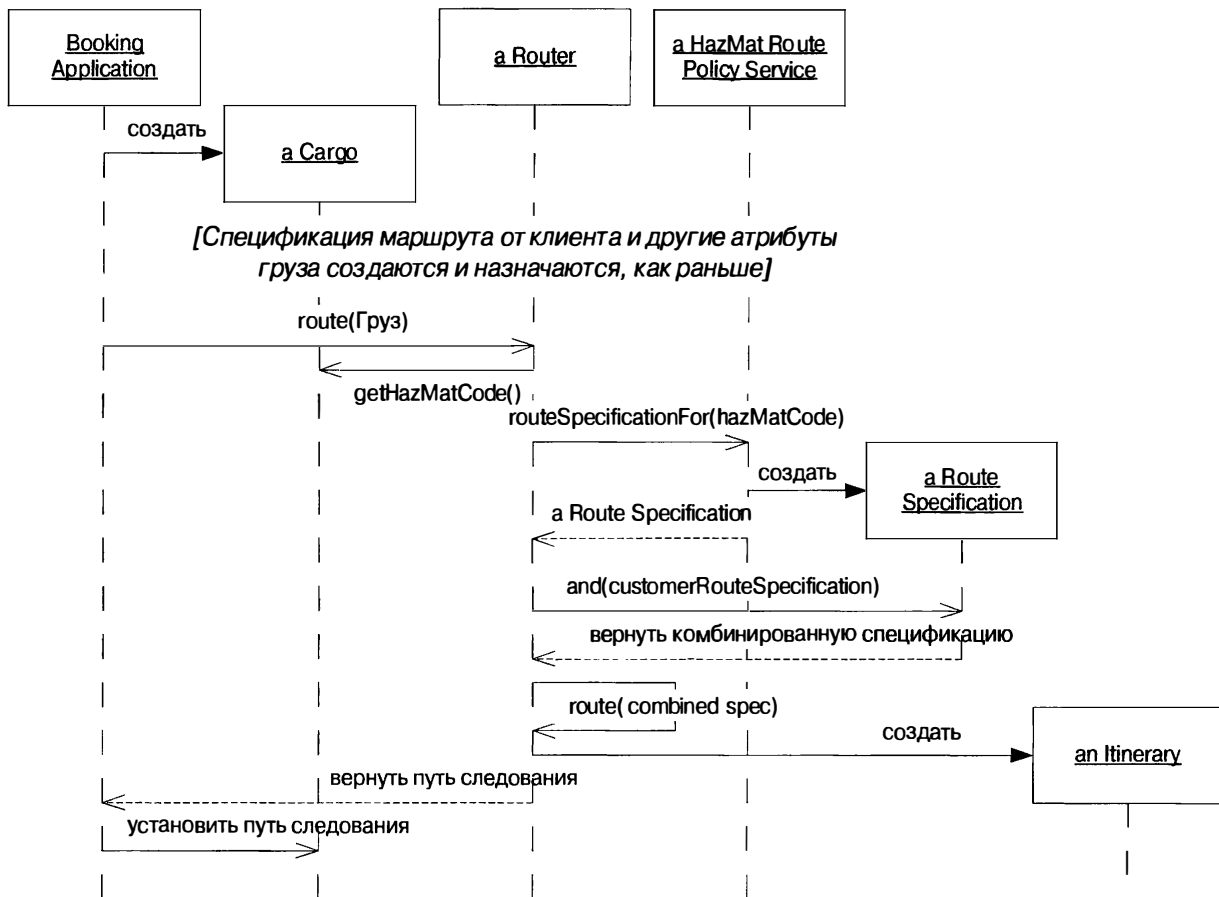 Booking
Application
a Router
a HazMat Route
Policy Service
создать
a Cargo
[Спецификация маршрута от клиента и другие атрибуты
груза создаются и назначаются, как раньше]
route(Груз)
getHazMatCode()
routeSpecificationFor(hazMatCode)
создать
a Route
Specification
a Route Specification
and(customerRouteSpecification)
вернуть комбинированную спецификацию
route( combined spec)
создать
an Itinerary
вернуть путь следования
установить путь следования